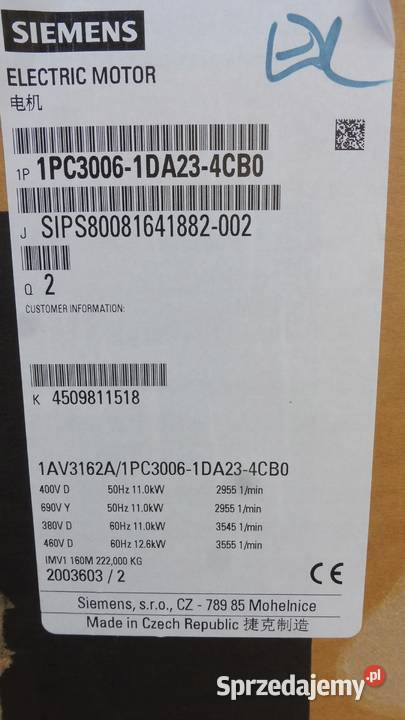 SIEMENS
ELECTRIC MOTOR
电机
1P 1PC3006-1DA23-4CB0
J SIPS80081641882-002
Q 2
CUSTOMER INFORMATION:
K 4509811518
1AV3162A/1PC3006-1DA23-4CB0
400V D 50Hz 11.0kW 2955 1/min
690V Y 50Hz 11.0kW 2955 1/min
380V D 60Hz 11.0kW 3545 1/min
460V D 60Hz 12.6kW 3555 1/min
IMV1 160M 222,000 KG
2003603 / 2
CE
Siemens, s.r.o., CZ - 789 85 Mohelnice
Made in Czech Republic 捷克制造
Sprzedajemy.pl